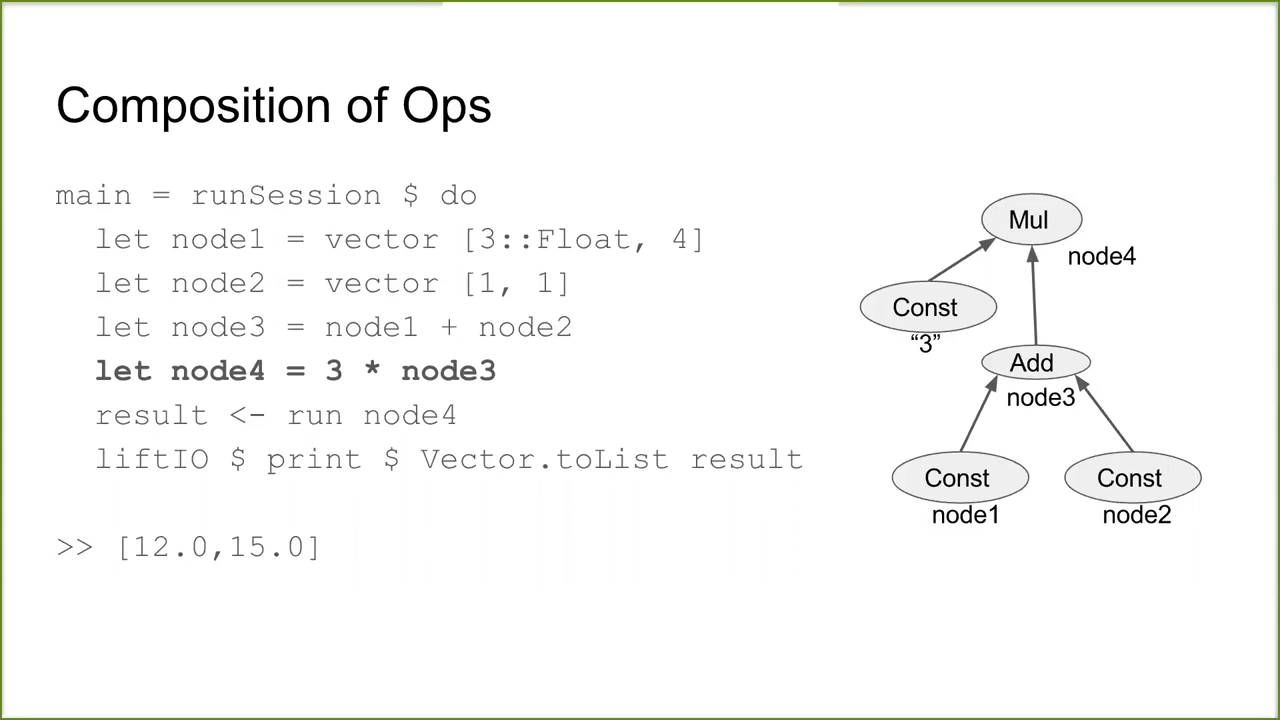 Composition of Ops
main = runSession $ do
let node1 = vector [3::Float, 4]
let node2 = vector [1, 1]
let node3 = node1 + node2
let node4 = 3 * node3
result <- run node4
liftIO $ print $ Vector.toList result
>> [12.0,15.0]
Mul
node4
Const
“3”
Add
node3
Const
node1
Const
node2